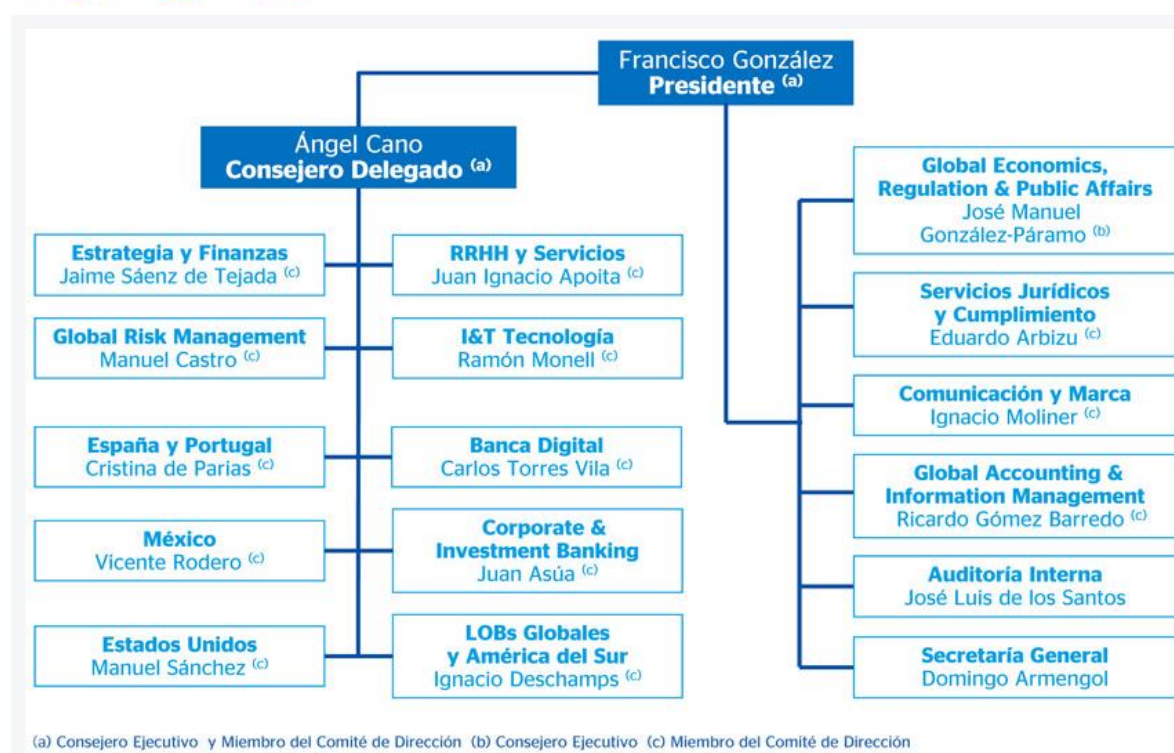 Francisco González
Presidente (a)
Ángel Cano
Consejero Delegado (a)
Estrategia y Finanzas
Jaime Sáenz de Tejada (c)
RRHH y Servicios
Juan Ignacio Apoita (c)
Global Risk Management
Manuel Castro (c)
I&T Tecnología
Ramón Monell (c)
España y Portugal
Cristina de Parias (c)
Banca Digital
Carlos Torres Vila (c)
México
Vicente Rodero (c)
Corporate &
Investment Banking
Juan Asúa (c)
Estados Unidos
Manuel Sánchez (c)
LOBs Globales
y América del Sur
Ignacio Deschamps (c)
Global Economics,
Regulation & Public Affairs
José Manuel
González-Páramo (b)
Servicios Jurídicos
y Cumplimiento
Eduardo Arbizu (c)
Comunicación y Marca
Ignacio Moliner (c)
Global Accounting &
Information Management
Ricardo Gómez Barredo (c)
Auditoría Interna
José Luis de los Santos
Secretaría General
Domingo Armengol
(a) Consejero Ejecutivo y Miembro del Comité de Dirección (b) Consejero Ejecutivo (c) Miembro del Comité de Dirección